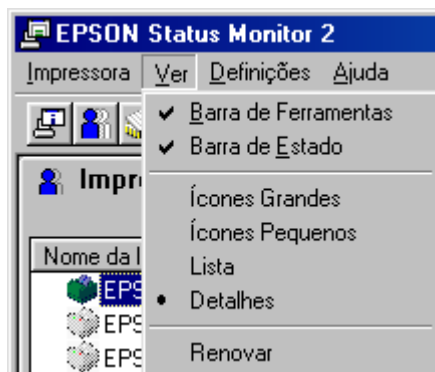 EPSON Status Monitor 2
Impressora Ver Definições Ajuda
Barra de Ferramentas
Barra de Estado
Ícones Grandes
Ícones Pequenos
Lista
Detalhes
Renovar
Impr
Nome da I
EPS
EPS
EPS